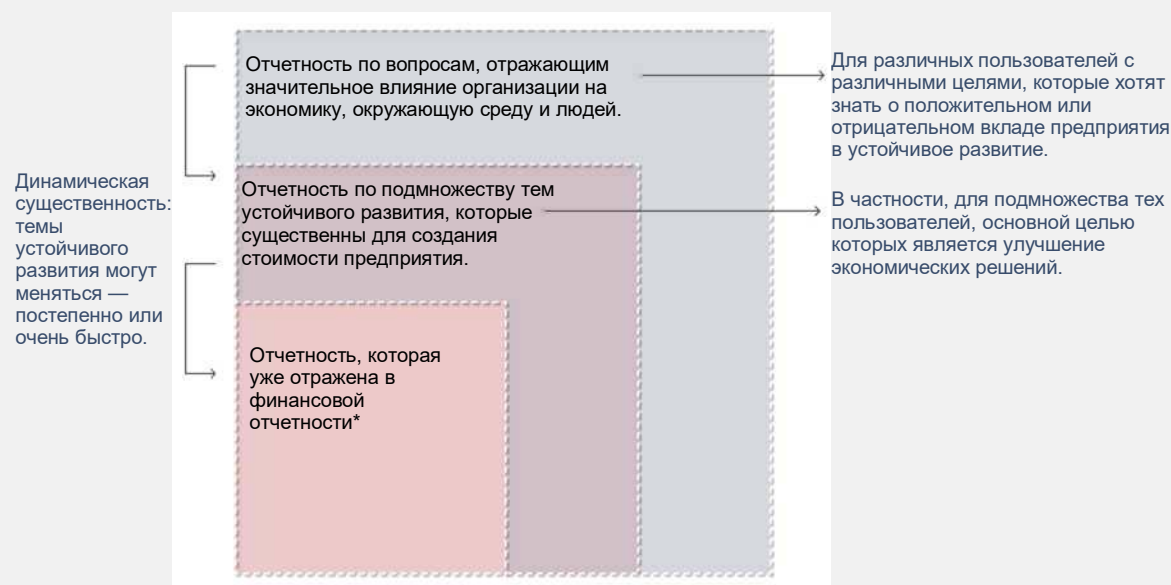 Отчетность по вопросам, отражающим
значительное влияние организации на
экономику, окружающую среду и людей.
Для различных пользователей с
различными целями, которые хотят
знать о положительном или
отрицательном вкладе предприятия
в устойчивое развитие.
Динамическая
существенность:
темы
устойчивого
развития могут
меняться —
постепенно или
очень быстро.
Отчетность по подмножеству тем
устойчивого развития, которые
существенны для создания
стоимости предприятия.
В частности, для подмножества тех
пользователей, основной целью
которых является улучшение
экономических решений.
Отчетность, которая
уже отражена в
финансовой
отчетности*